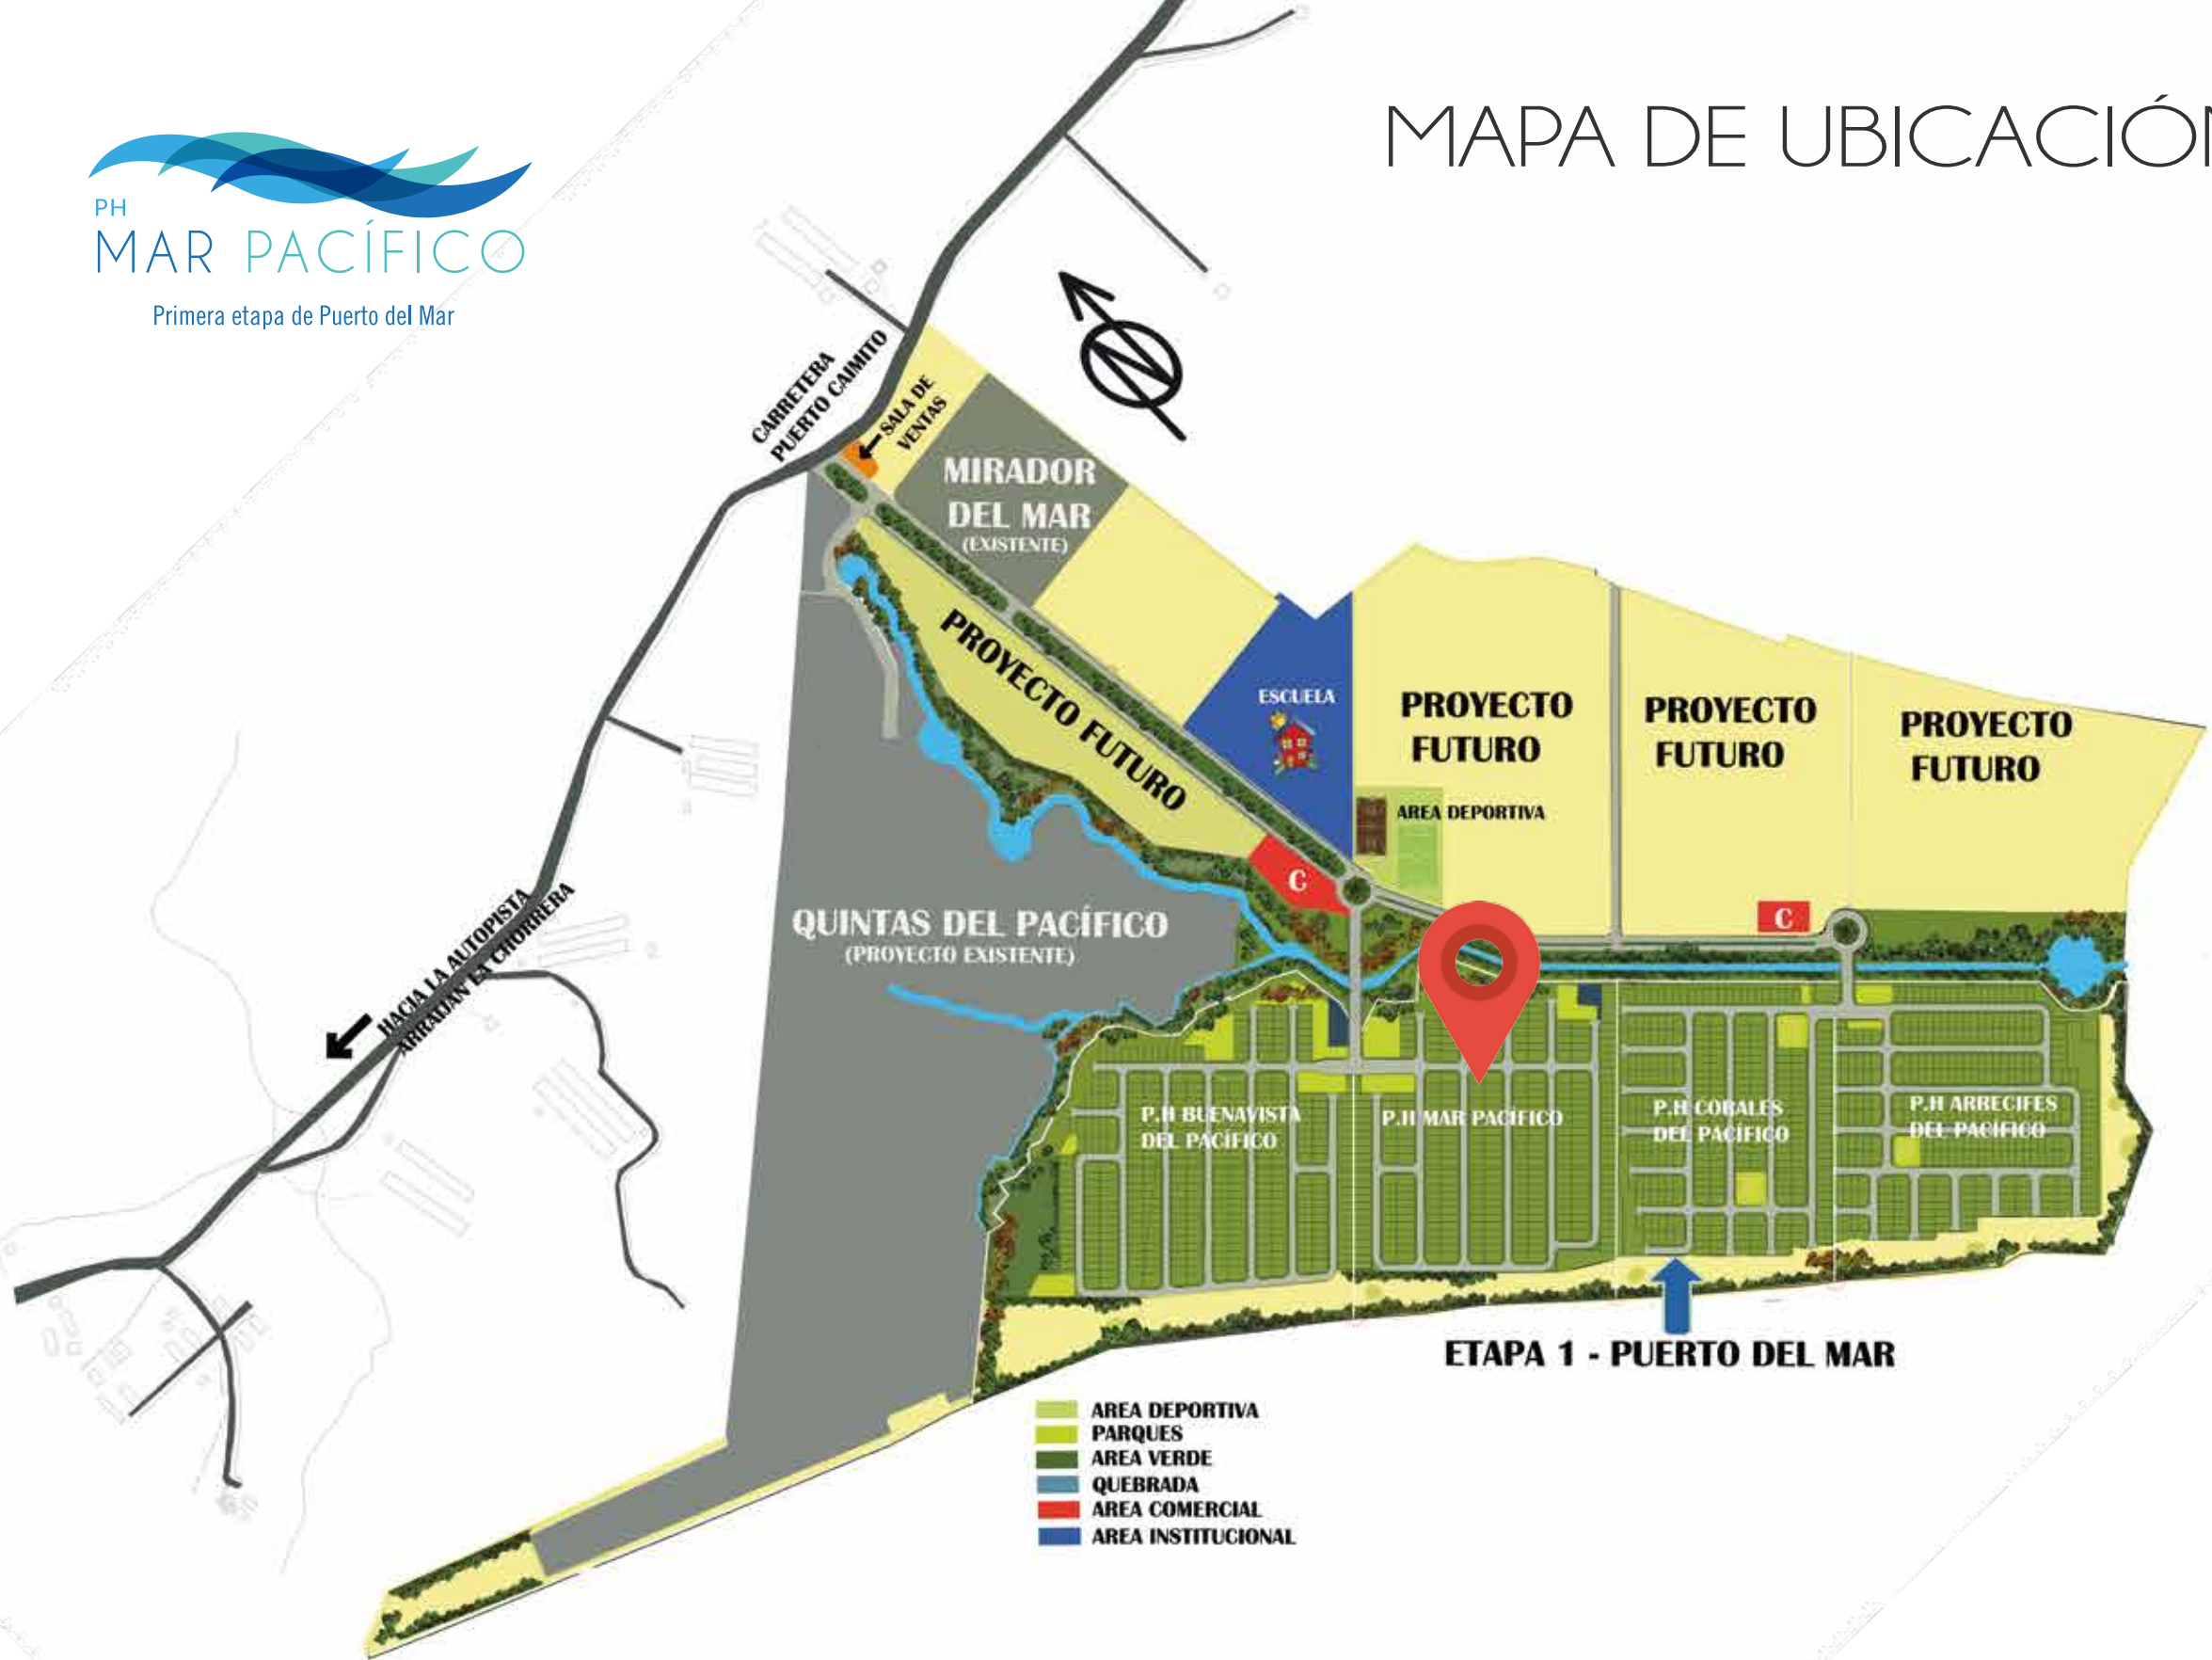 MAPA DE UBICACIÓN
PH
MAR PACÍFICO
Primera etapa de Puerto del Mar
CARRETERA
PUERTO CAIMITO
SALA DE
VENTAS
N
MIRADOR
DEL MAR
(EXISTENTE)
PROYECTO FUTURO
ESCUELA
PROYECTO
FUTURO
PROYECTO
FUTURO
PROYECTO
FUTURO
AREA DEPORTIVA
C
C
QUINTAS DEL PACÍFICO
(PROYECTO EXISTENTE)
HACIA LA AUTOPISTA
ARRAIJAN LA CHORRERA
P.H BUENAVISTA
DEL PACÍFICO
P.H MAR PACÍFICO
P.H CORALES
DEL PACÍFICO
P.H ARRECIFES
DEL PACIFICO
ETAPA 1 - PUERTO DEL MAR
AREA DEPORTIVA
PARQUES
AREA VERDE
QUEBRADA
AREA COMERCIAL
AREA INSTITUCIONAL